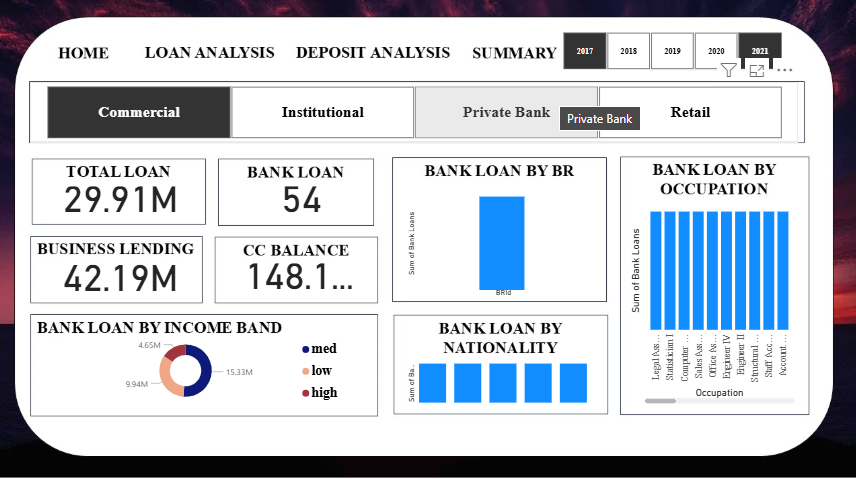 HOME LOAN ANALYSIS DEPOSIT ANALYSIS SUMMARY
2017 2018 2019 2020 2021
Commercial Institutional Private Bank Retail
Private Bank
TOTAL LOAN
29.91M
BANK LOAN
54
BUSINESS LENDING
42.19M
CC BALANCE
148.1...
BANK LOAN BY INCOME BAND
4.65M
9.94M
15.33M
med
low
high
BANK LOAN BY BR
Sum of Bank Loans
BRId
BANK LOAN BY
NATIONALITY
Sum of Ba...
BANK LOAN BY
OCCUPATION
Sum of Bank Loans
Legal Ass...
Statistician I
Computer ...
Sales Ass...
Office As...
Engineer IV
Engineer II
Structural ...
Staff Acc...
Account ...
Occupation